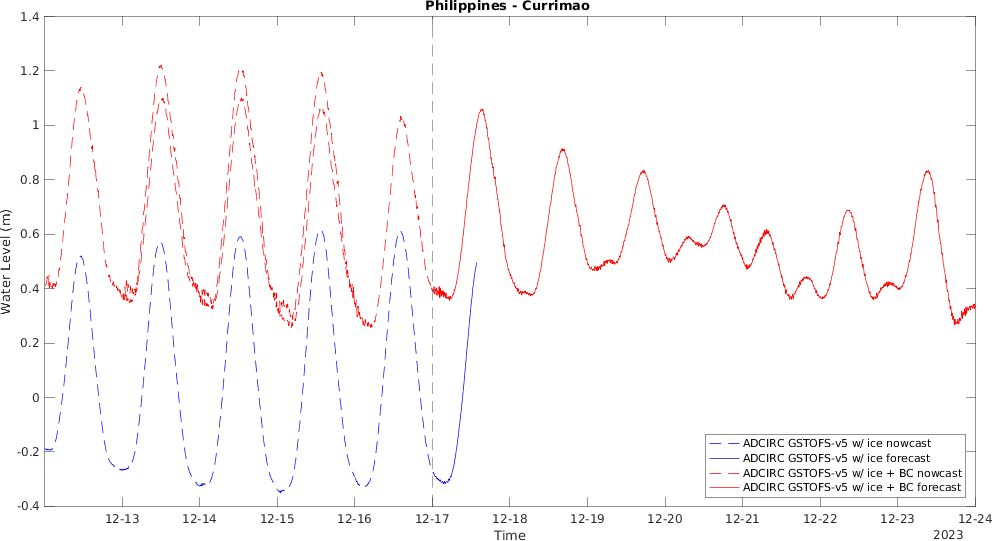 Philippines - Currimao
Water Level (m)
1.4
1.2
1
0.8
0.6
0.4
0.2
0
-0.2
-0.4
ADCIRC GSTOFS-v5 w/ ice nowcast
ADCIRC GSTOFS-v5 w/ ice forecast
ADCIRC GSTOFS-v5 w/ ice + BC nowcast
ADCIRC GSTOFS-v5 w/ ice + BC forecast
12-13 12-14 12-15 12-16 12-17 12-18 12-19 12-20 12-21 12-22 12-23 12-24
Time
2023